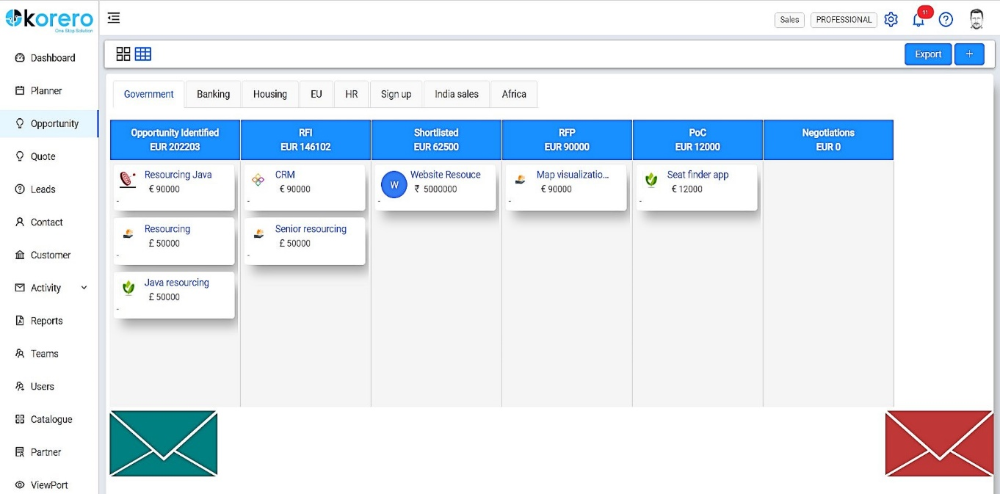 korero
One Stop Solution
Sales
PROFESSIONAL
11
Dashboard
Planner
Opportunity
Quote
Leads
Contact
Customer
Activity
Reports
Teams
Users
Catalogue
Partner
ViewPort
Export
+
Government
Banking
Housing
EU
HR
Sign up
India sales
Africa
Opportunity Identified
EUR 202203
Resourcing Java
€ 90000
-
Resourcing
£ 50000
-
Java resourcing
£ 50000
-
RFI
EUR 146102
CRM
€ 90000
-
Senior resourcing
£ 50000
-
Shortlisted
EUR 62500
W
Website Resouce
₹ 5000000
-
RFP
EUR 90000
Map visualizatio...
€ 90000
-
PoC
EUR 12000
Seat finder app
€ 12000
-
Negotiations
EUR 0